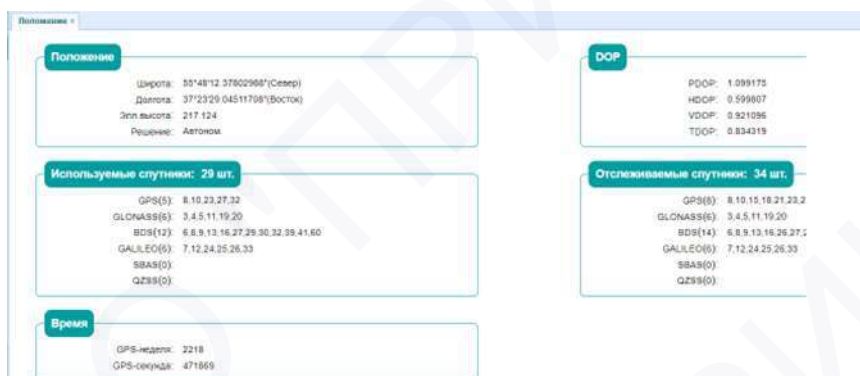 Положение ×
Положение
Широта: 55°48'12.37802988"(Север)
Долгота: 37°23'29.04511708"(Восток)
Элл.высота: 217.124
Решение: Автоном.
DOP
PDOP: 1.099175
HDOP: 0.599807
VDOP: 0.921096
TDOP: 0.834319
Используемые спутники: 29 шт.
GPS(5): 8,10,23,27,32
GLONASS(6): 3,4,5,11,19,20
BDS(12): 6,8,9,13,16,27,29,30,32,39,41,60
GALILEO(6): 7,12,24,25,26,33
SBAS(0):
QZSS(0):
Отслеживаемые спутники: 34 шт.
GPS(8): 8,10,15,18,21,23,2
GLONASS(6): 3,4,5,11,19,20
BDS(14): 6,8,9,13,16,26,27,2
GALILEO(6): 7,12,24,25,26,33
SBAS(0):
QZSS(0):
Время
GPS-неделя: 2218
GPS-секунда: 471869